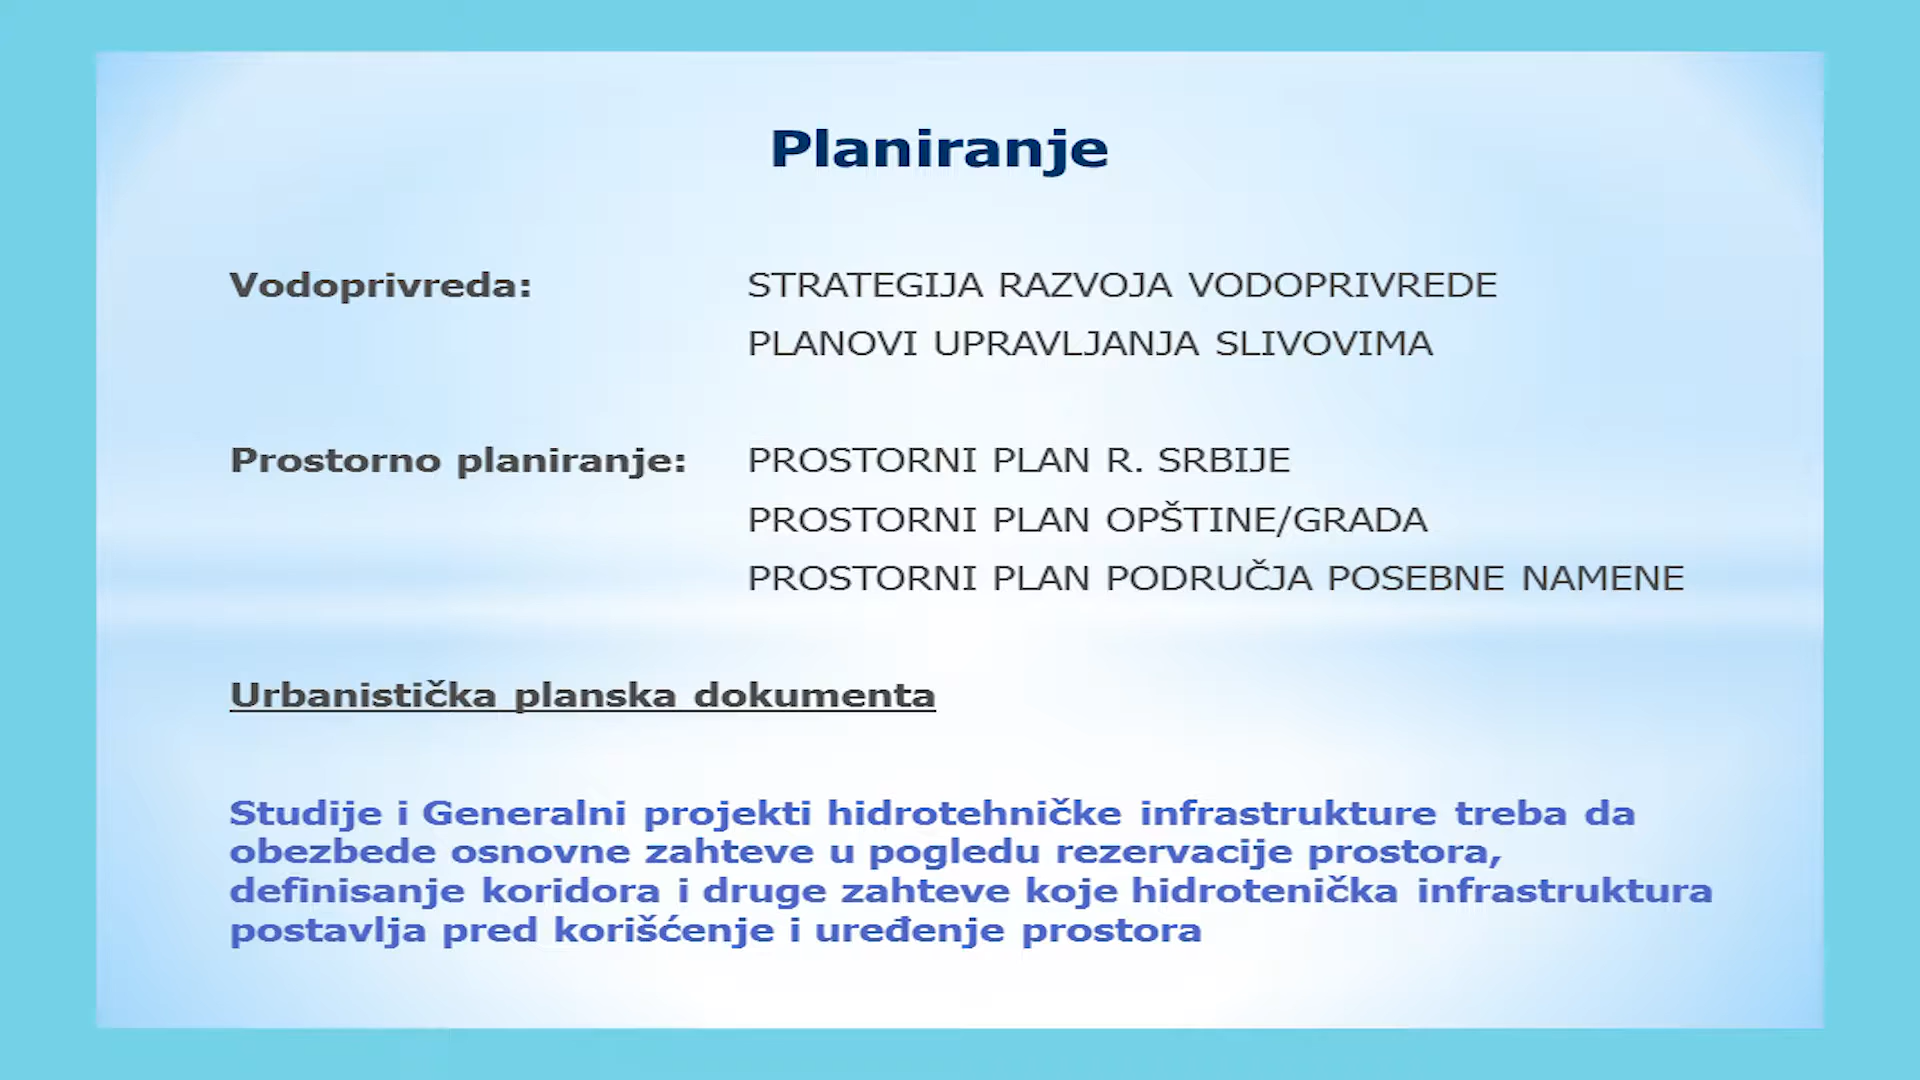 Planiranje
Vodoprivreda: STRATEGIJA RAZVOJA VODOPRIVREDE
PLANOVI UPRAVLJANJA SLIVOVIMA
Prostorno planiranje: PROSTORNI PLAN R. SRBIJE
PROSTORNI PLAN OPŠTINE/GRADA
PROSTORNI PLAN PODRUČJA POSEBNE NAMENE
Urbanistička planska dokumenta
Studije i Generalni projekti hidrotehničke infrastrukture treba da
obezbede osnovne zahteve u pogledu rezervacije prostora,
definisanje koridora i druge zahteve koje hidrotenička infrastruktura
postavlja pred korišćenje i uređenje prostora